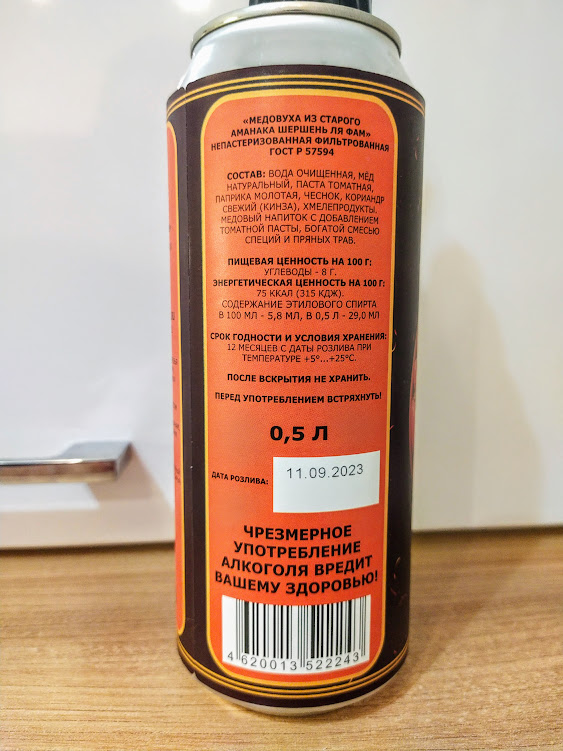 «МЕДОВУХА ИЗ СТАРОГО
АМАНАКА ШЕРШЕНЬ ЛЯ ФАМ»
НЕПАСТЕРИЗОВАННАЯ ФИЛЬТРОВАННАЯ
ГОСТ Р 57594
СОСТАВ: ВОДА ОЧИЩЕННАЯ, МЁД
НАТУРАЛЬНЫЙ, ПАСТА ТОМАТНАЯ,
ПАПРИКА МОЛОТАЯ, ЧЕСНОК, КОРИАНДР
СВЕЖИЙ (КИНЗА), ХМЕЛЕПРОДУКТЫ.
МЕДОВЫЙ НАПИТОК С ДОБАВЛЕНИЕМ
ТОМАТНОЙ ПАСТЫ, БОГАТОЙ СМЕСЬЮ
СПЕЦИЙ И ПРЯНЫХ ТРАВ.
ПИЩЕВАЯ ЦЕННОСТЬ НА 100 Г:
УГЛЕВОДЫ - 8 Г.
ЭНЕРГЕТИЧЕСКАЯ ЦЕННОСТЬ НА 100 Г:
75 ККАЛ (315 КДЖ).
СОДЕРЖАНИЕ ЭТИЛОВОГО СПИРТА
В 100 МЛ - 5,8 МЛ, В 0,5 Л - 29,0 МЛ
СРОК ГОДНОСТИ И УСЛОВИЯ ХРАНЕНИЯ:
12 МЕСЯЦЕВ С ДАТЫ РОЗЛИВА ПРИ
ТЕМПЕРАТУРЕ +5°...+25°С.
ПОСЛЕ ВСКРЫТИЯ НЕ ХРАНИТЬ.
ПЕРЕД УПОТРЕБЛЕНИЕМ ВСТРЯХНУТЬ!
0,5 Л
ДАТА РОЗЛИВА: 11.09.2023
ЧРЕЗМЕРНОЕ
УПОТРЕБЛЕНИЕ
АЛКОГОЛЯ ВРЕДИТ
ВАШЕМУ ЗДОРОВЬЮ!
4 620013 522243